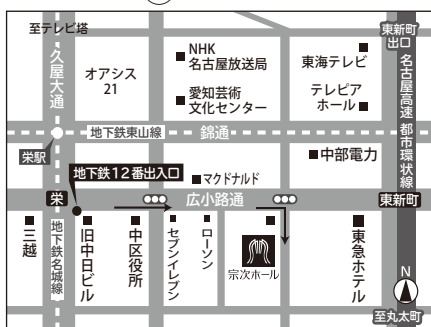 至テレビ塔
久屋大通
オアシス
21
NHK
名古屋放送局
愛知芸術
文化センター
東海テレビ
テレピア
ホール
東新町
出口
名古屋高速 都市環状線
地下鉄東山線
錦通
栄駅
地下鉄12番出入口
マクドナルド
中部電力
栄
広小路通
東新町
三越
地下鉄名城線
旧中日ビル
中区役所
セブンイレブン
ローソン
宗次ホール
東急ホテル
N
至丸太町